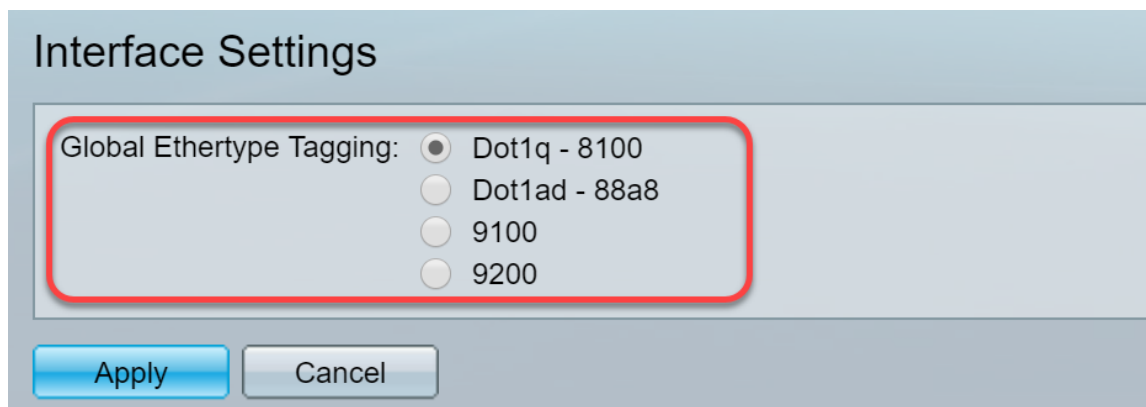 Interface Settings
Global Ethertype Tagging: Dot1q - 8100
Dot1ad - 88a8
9100
9200
Apply Cancel